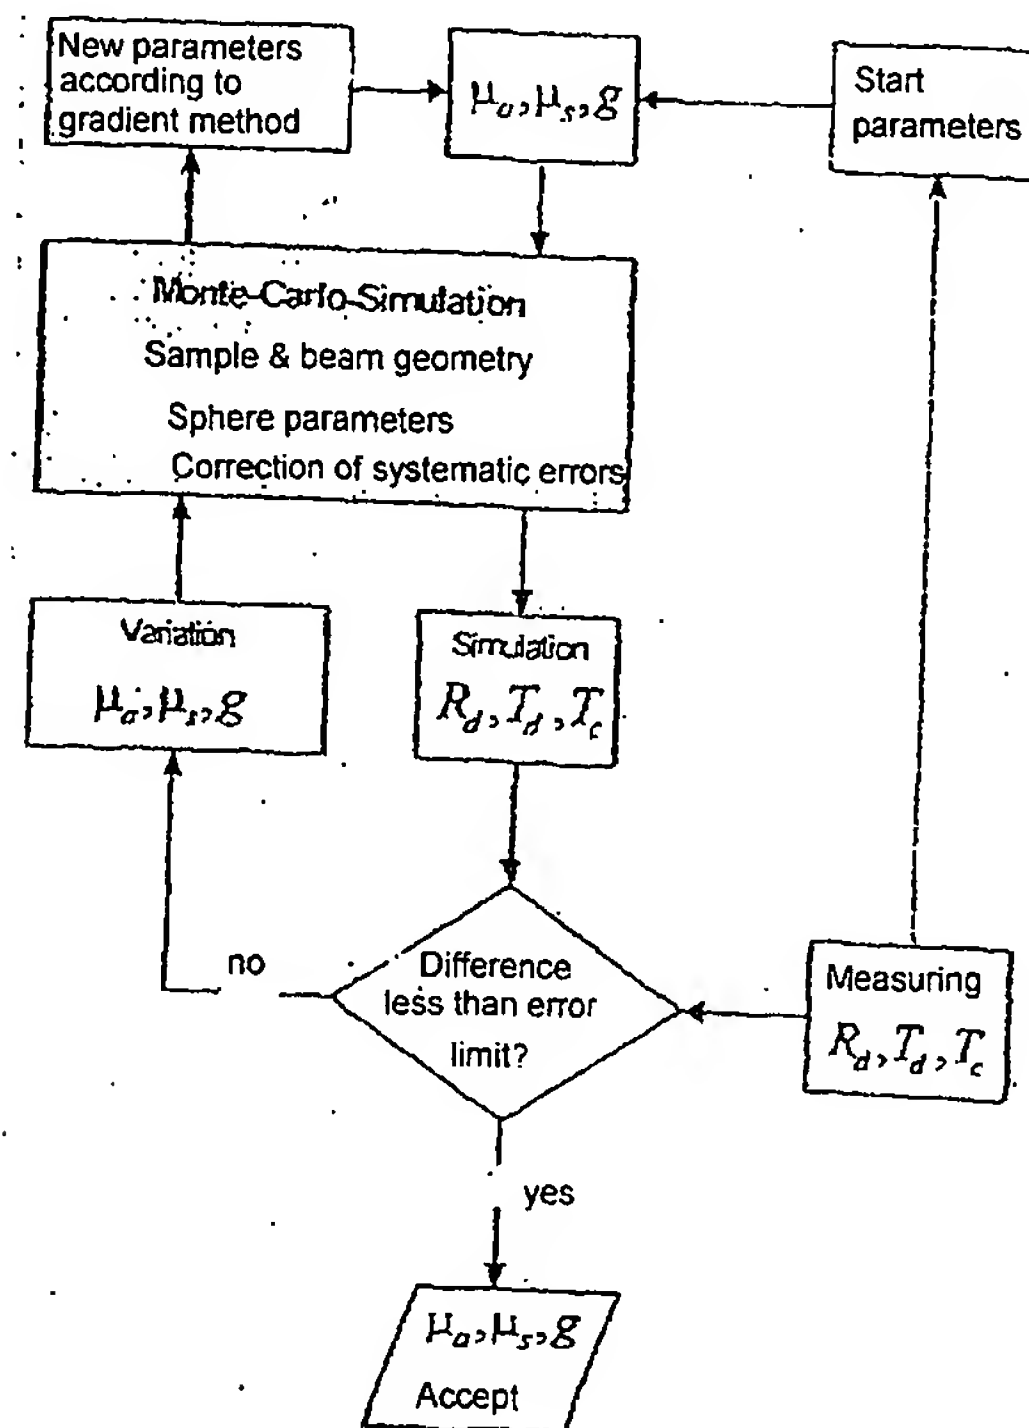 New parameters
according to
gradient method
μa, μs, g
Start
parameters
Monte-Carlo-Simulation
Sample & beam geometry
Sphere parameters
Correction of systematic errors
Variation
μa, μs, g
Simulation
Rd, Td, Tc
no
Difference
less than error
limit?
Measuring
Rd, Td, Tc
yes
μa, μs, g
Accept